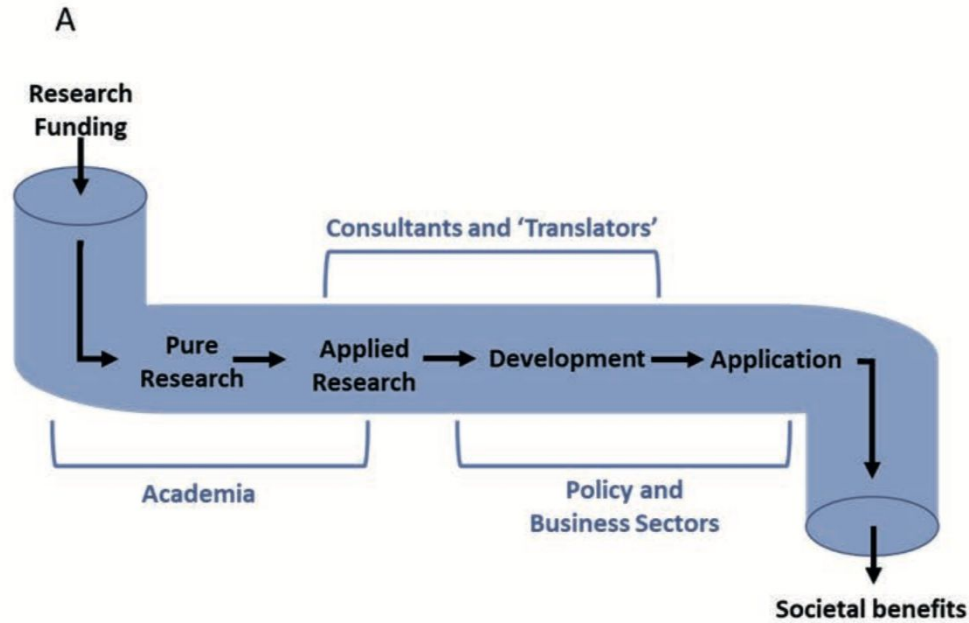 A
Research
Funding
Consultants and ‘Translators’
Pure
Research
Applied
Research
Development
Application
Academia
Policy and
Business Sectors
Societal benefits